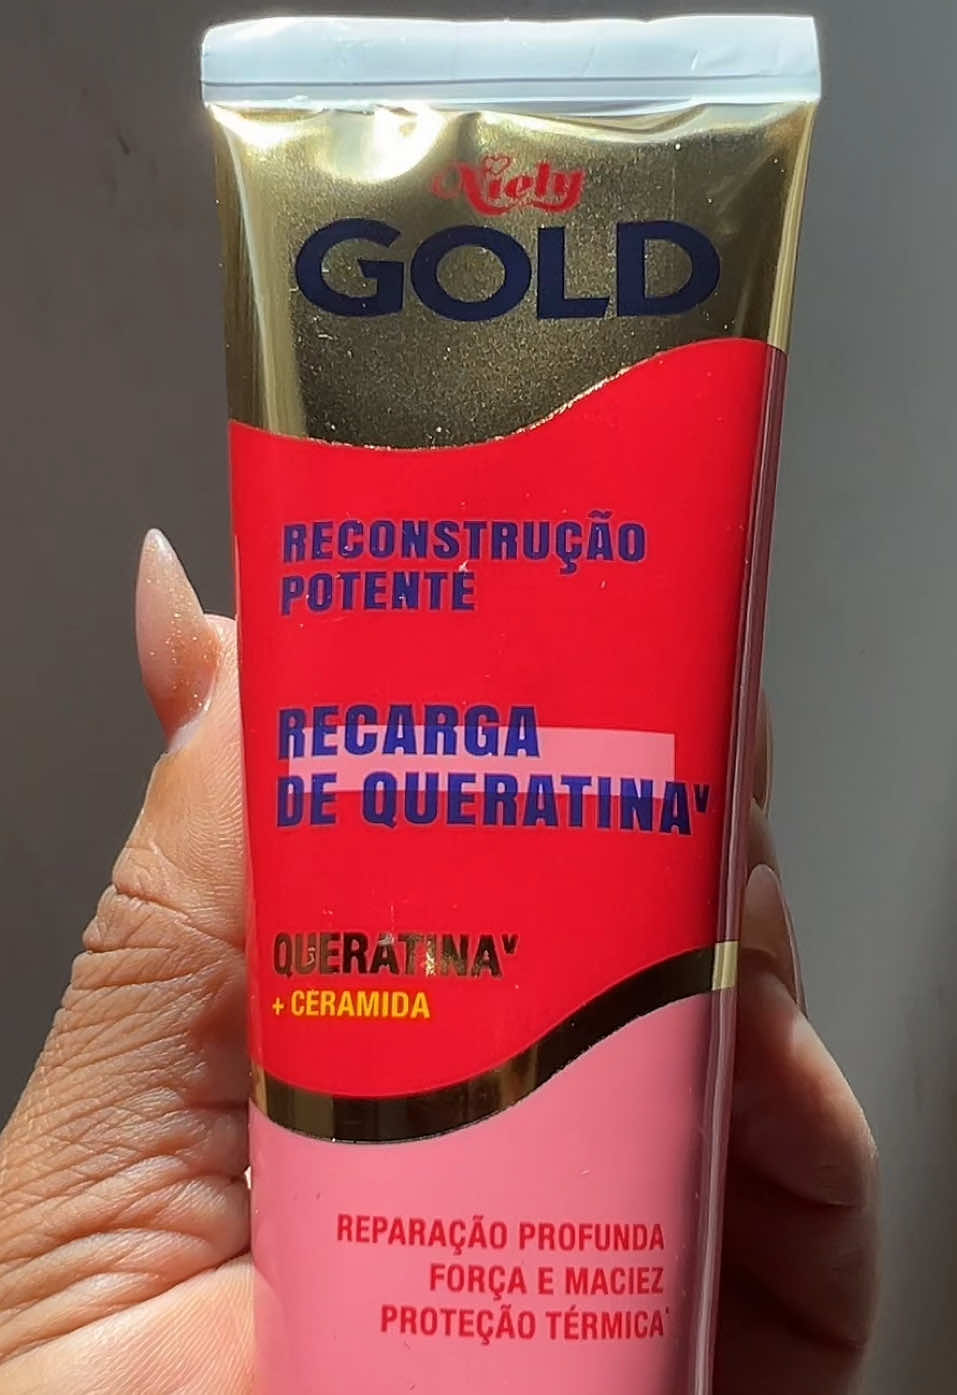 Niely
GOLD
RECONSTRUÇÃO
POTENTE
RECARGA
DE QUERATINAᵛ
QUERATINAᵛ
+ CERAMIDA
REPARAÇÃO PROFUNDA
FORÇA E MACIEZ
PROTEÇÃO TÉRMICA*